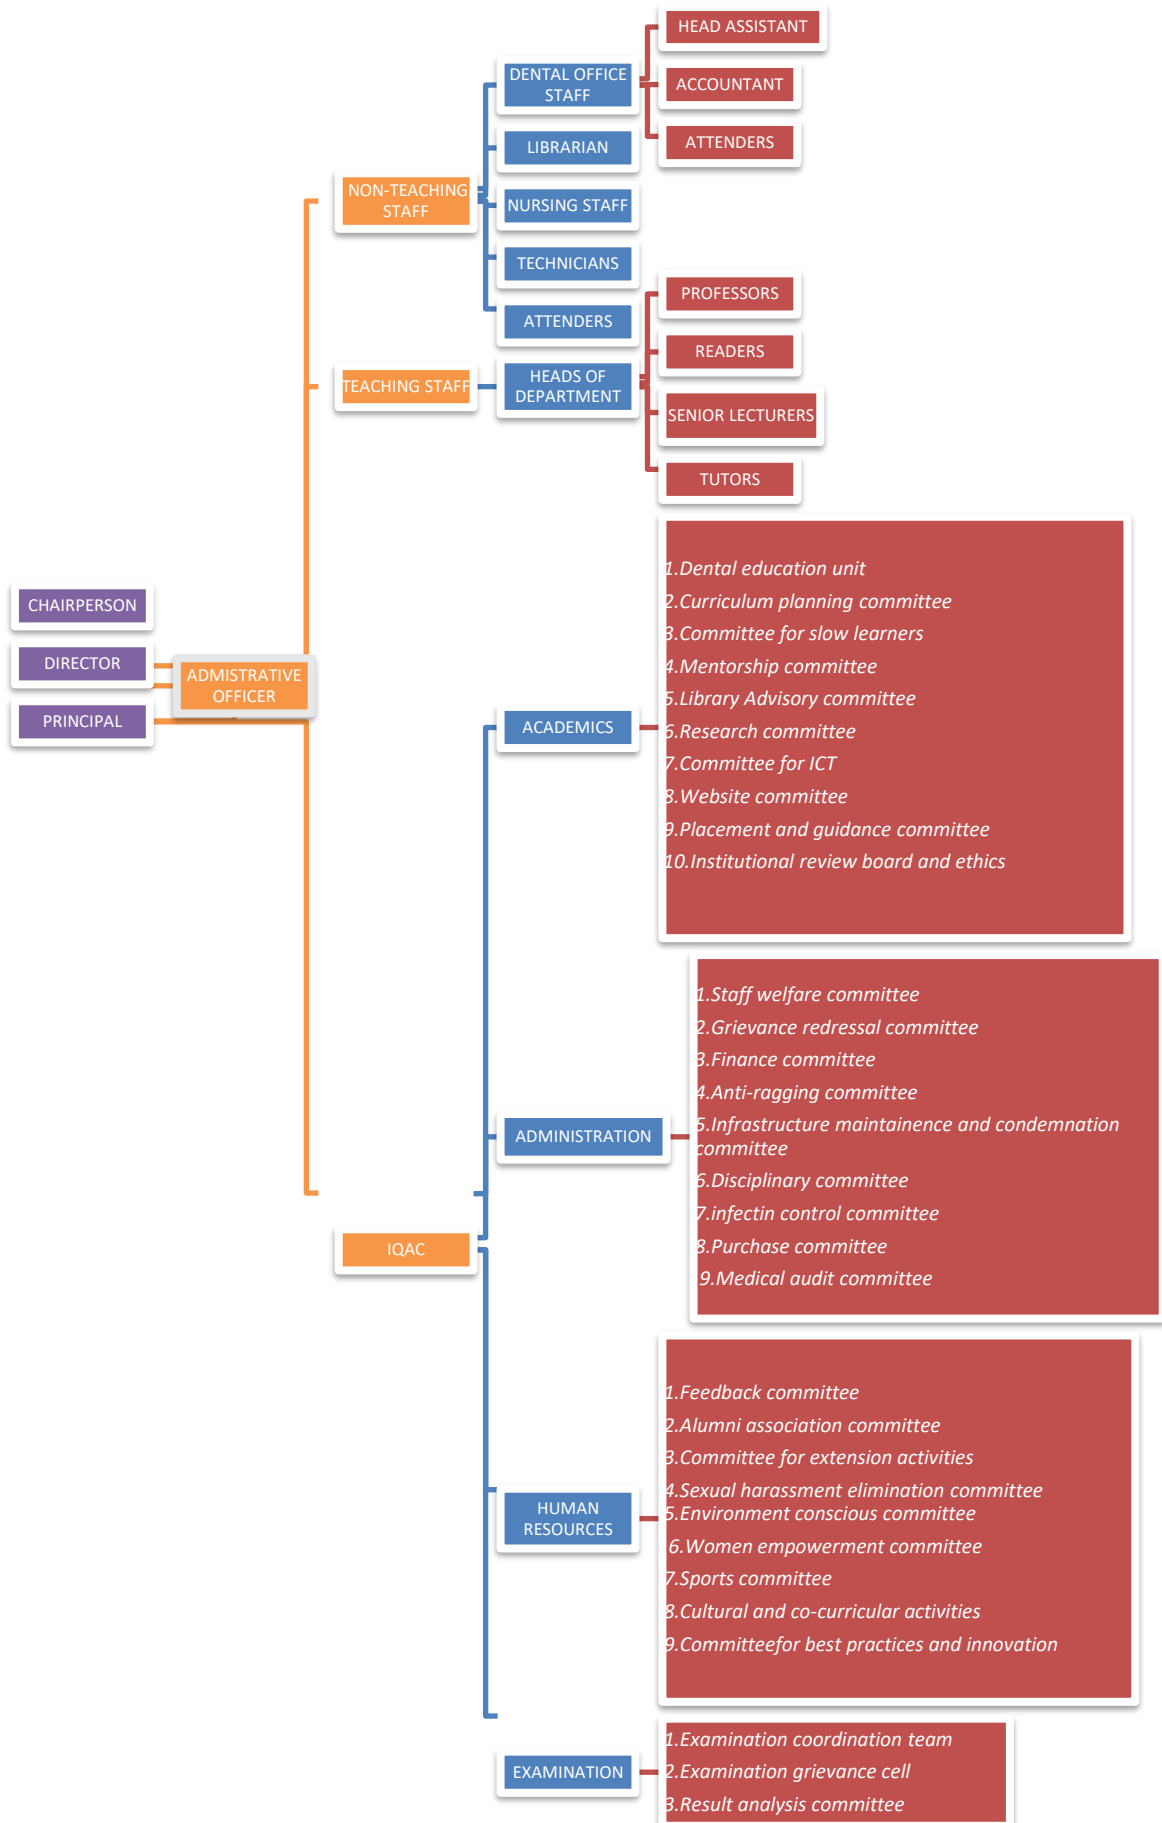 HEAD ASSISTANT
DENTAL OFFICE
STAFF
ACCOUNTANT
ATTENDERS
LIBRARIAN
NON-TEACHING
STAFF
NURSING STAFF
TECHNICIANS
ATTENDERS
PROFESSORS
READERS
TEACHING STAFF
HEADS OF
DEPARTMENT
SENIOR LECTURERS
TUTORS
CHAIRPERSON
DIRECTOR
PRINCIPAL
ADMISTRATIVE
OFFICER
ACADEMICS
1.Dental education unit
2.Curriculum planning committee
3.Committee for slow learners
4.Mentorship committee
5.Library Advisory committee
6.Research committee
7.Committee for ICT
8.Website committee
9.Placement and guidance committee
10.Institutional review board and ethics
ADMINISTRATION
1.Staff welfare committee
2.Grievance redressal committee
3.Finance committee
4.Anti-ragging committee
5.Infrastructure maintainence and condemnation
committee
6.Disciplinary committee
7.infectin control committee
8.Purchase committee
9.Medical audit committee
IQAC
HUMAN
RESOURCES
1.Feedback committee
2.Alumni association committee
3.Committee for extension activities
4.Sexual harassment elimination committee
5.Environment conscious committee
6.Women empowerment committee
7.Sports committee
8.Cultural and co-curricular activities
9.Committeefor best practices and innovation
EXAMINATION
1.Examination coordination team
2.Examination grievance cell
3.Result analysis committee